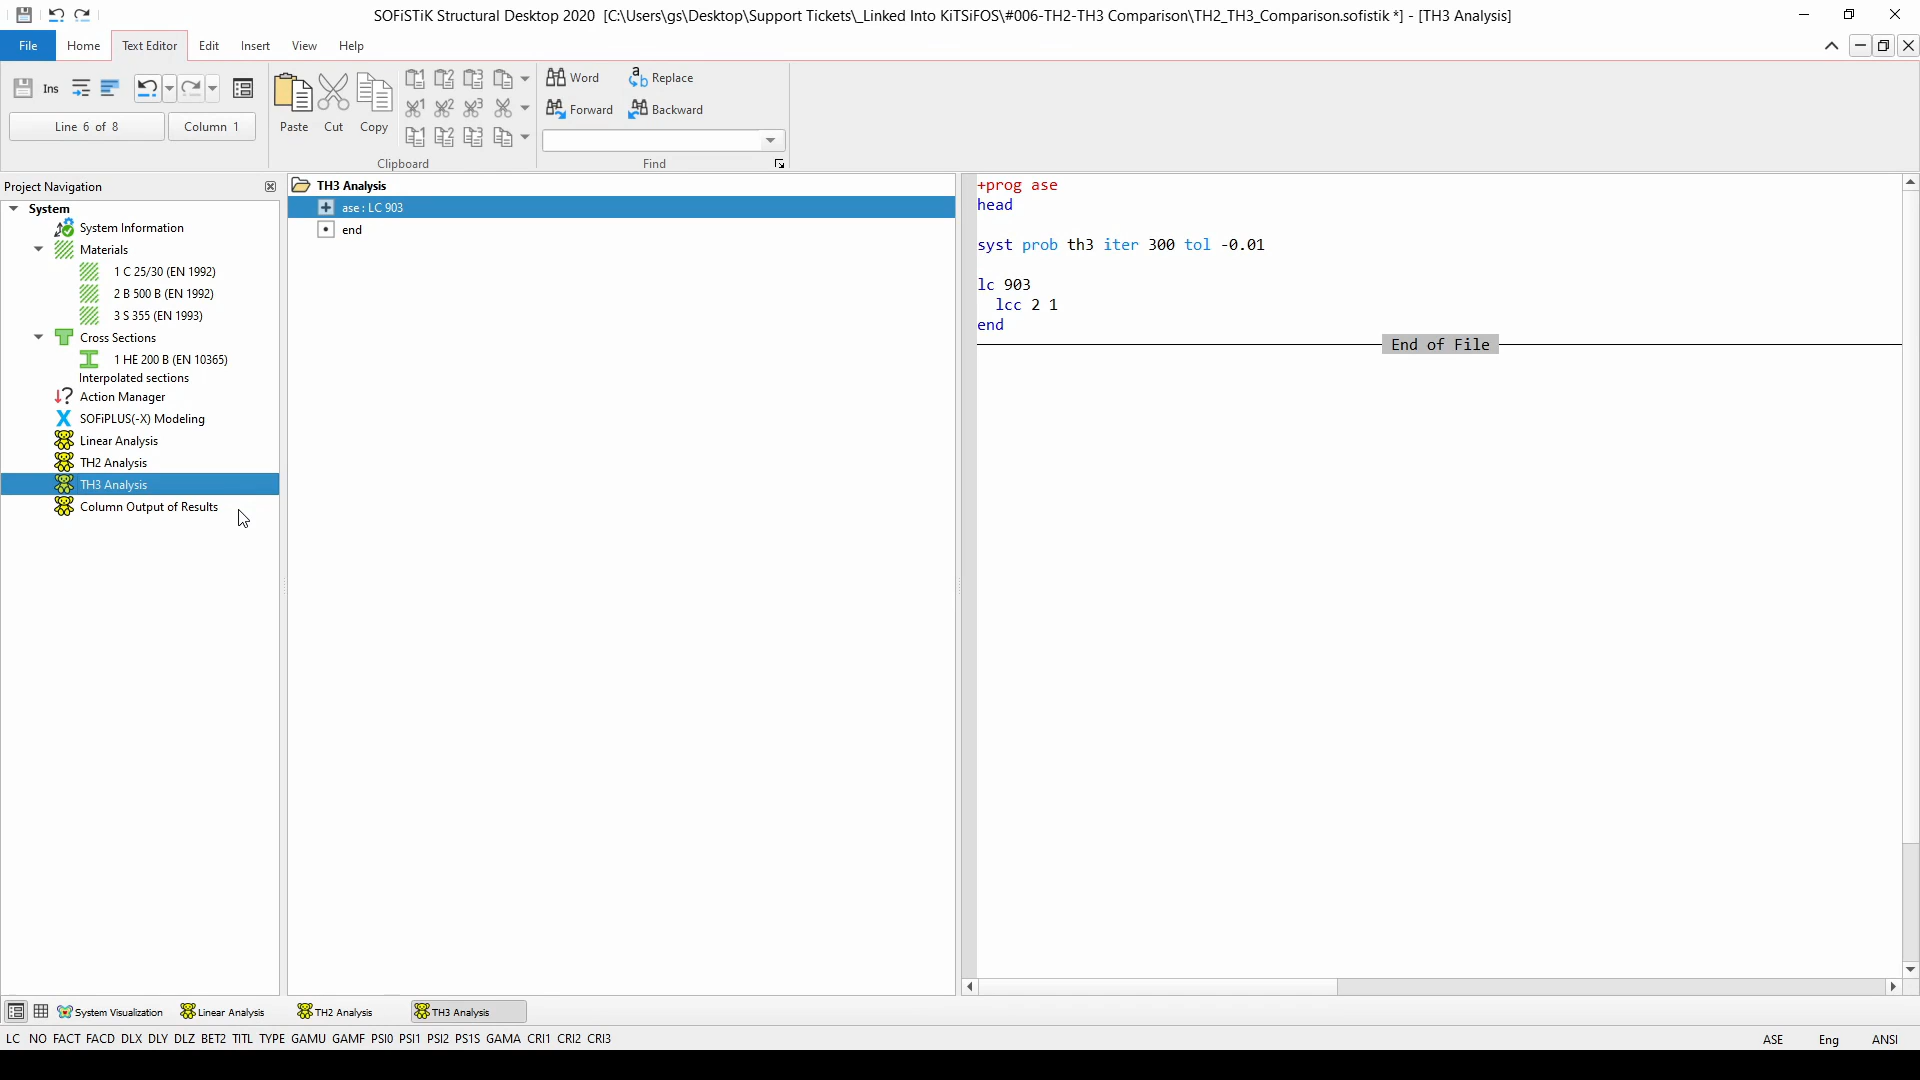 SOFiSTiK Structural Desktop 2020 [C:\Users\gs\Desktop\Support Tickets\_Linked Into KiTSiFOS\#006-TH2-TH3 Comparison\TH2_TH3_Comparison.sofistik *] - [TH3 Analysis]
File Home Text Editor Edit Insert View Help
Ins
Line 6 of 8 Column 1
Paste Cut Copy
Clipboard
Word Replace
Forward Backward
Find
Project Navigation
System
System Information
Materials
1 C 25/30 (EN 1992)
2 B 500 B (EN 1992)
3 S 355 (EN 1993)
Cross Sections
1 HE 200 B (EN 10365)
Interpolated sections
Action Manager
SOFiPLUS(-X) Modeling
Linear Analysis
TH2 Analysis
TH3 Analysis
Column Output of Results
TH3 Analysis
ase : LC 903
end
+prog ase
head
syst prob th3 iter 300 tol -0.01
lc 903
lcc 2 1
end
End of File
System Visualization Linear Analysis TH2 Analysis TH3 Analysis
LC NO FACT FACD DLX DLY DLZ BET2 TITL TYPE GAMU GAMF PSI0 PSI1 PSI2 PS1S GAMA CRI1 CRI2 CRI3
ASE Eng ANSI